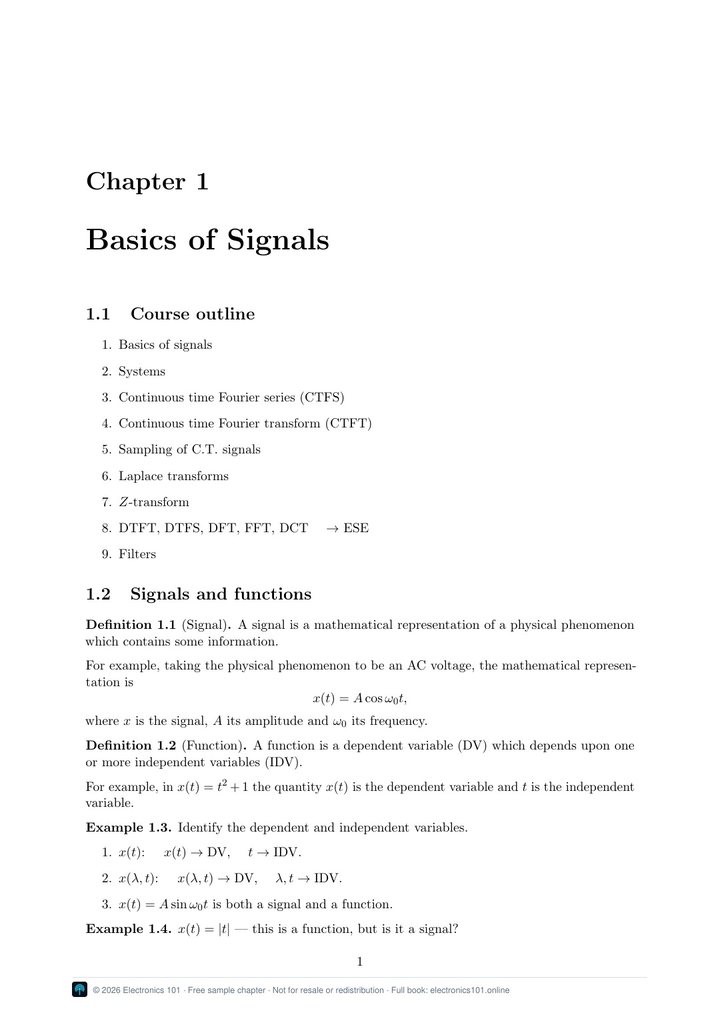 Chapter 1
Basics of Signals
1.1 Course outline
1. Basics of signals
2. Systems
3. Continuous time Fourier series (CTFS)
4. Continuous time Fourier transform (CTFT)
5. Sampling of C.T. signals
6. Laplace transforms
7. Z-transform
8. DTFT, DTFS, DFT, FFT, DCT → ESE
9. Filters
1.2 Signals and functions
Definition 1.1 (Signal). A signal is a mathematical representation of a physical phenomenon
which contains some information.
For example, taking the physical phenomenon to be an AC voltage, the mathematical represen-
tation is
x(t) = A cos ω₀t,
where x is the signal, A its amplitude and ω₀ its frequency.
Definition 1.2 (Function). A function is a dependent variable (DV) which depends upon one
or more independent variables (IDV).
For example, in x(t) = t² + 1 the quantity x(t) is the dependent variable and t is the independent
variable.
Example 1.3. Identify the dependent and independent variables.
1. x(t): x(t) → DV, t → IDV.
2. x(λ, t): x(λ, t) → DV, λ, t → IDV.
3. x(t) = A sin ω₀t is both a signal and a function.
Example 1.4. x(t) = |t| — this is a function, but is it a signal?
1
© 2026 Electronics 101 · Free sample chapter · Not for resale or redistribution · Full book: electronics101.online